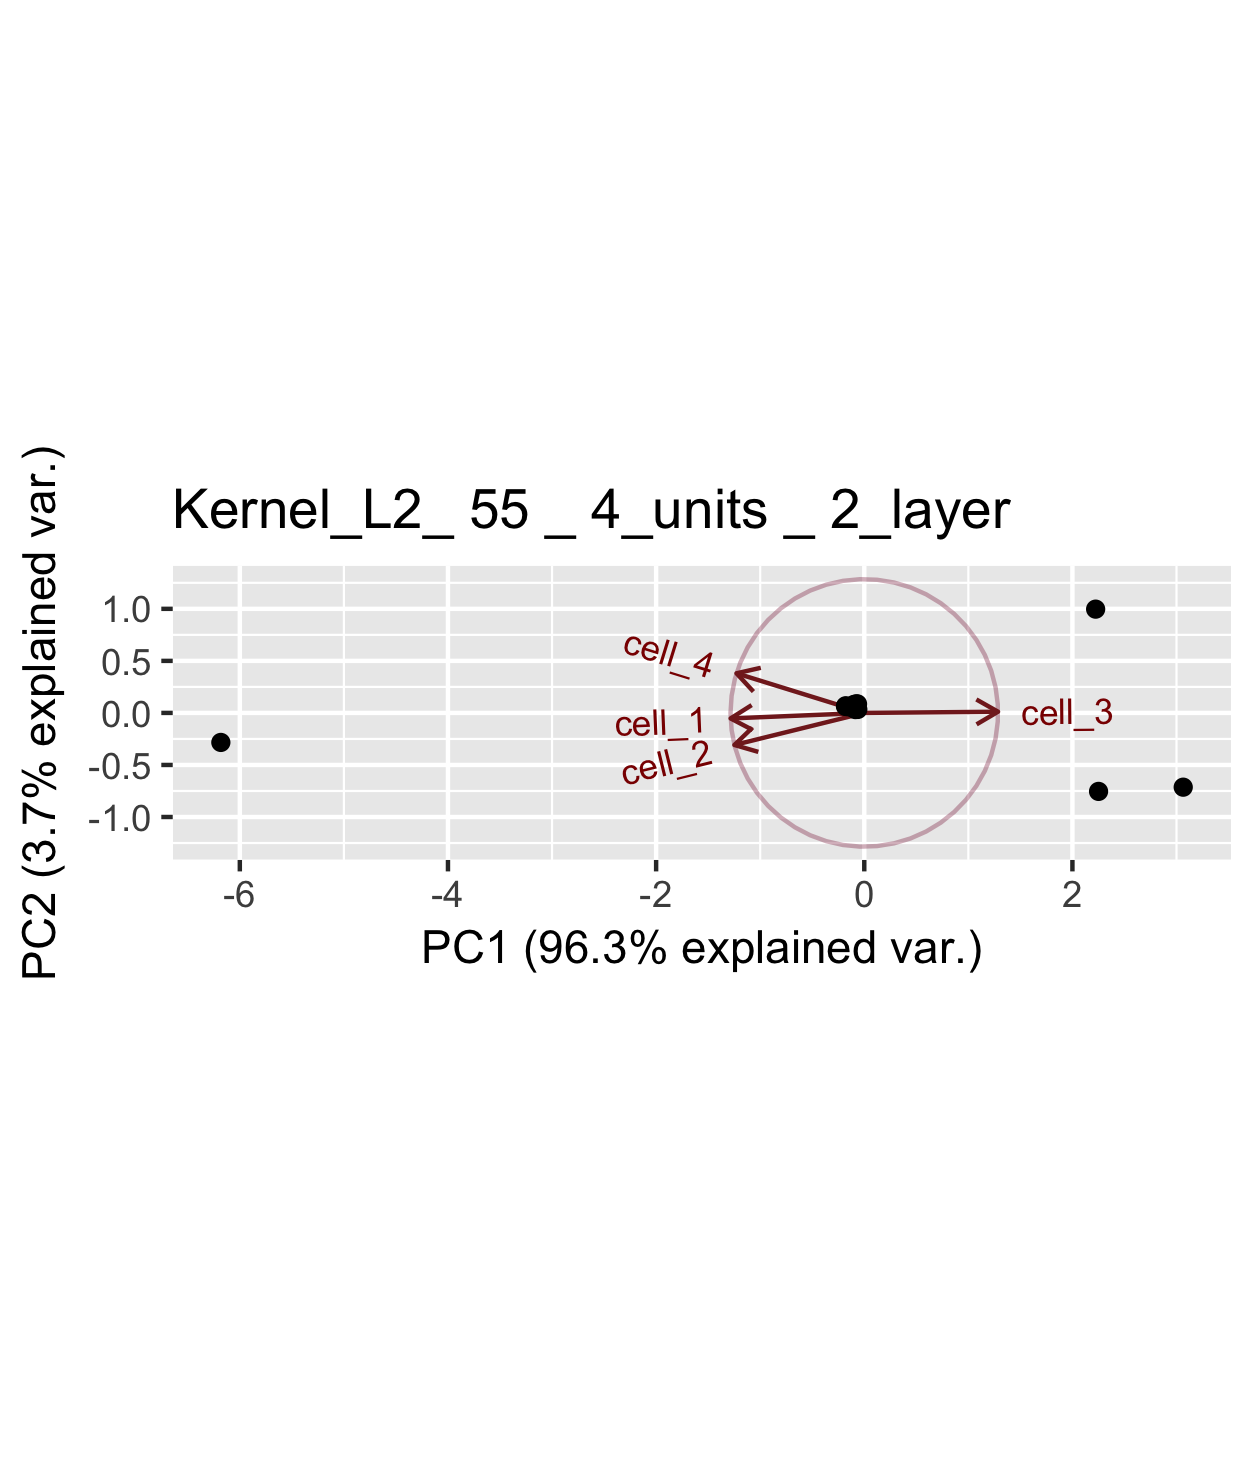 Kernel_L2_ 55 _ 4_units _ 2_layer
PC2 (3.7% explained var.)
1.0
0.5
0.0
-0.5
-1.0
cell_4
cell_1
cell_2
cell_3
-6
-4
-2
0
2
PC1 (96.3% explained var.)